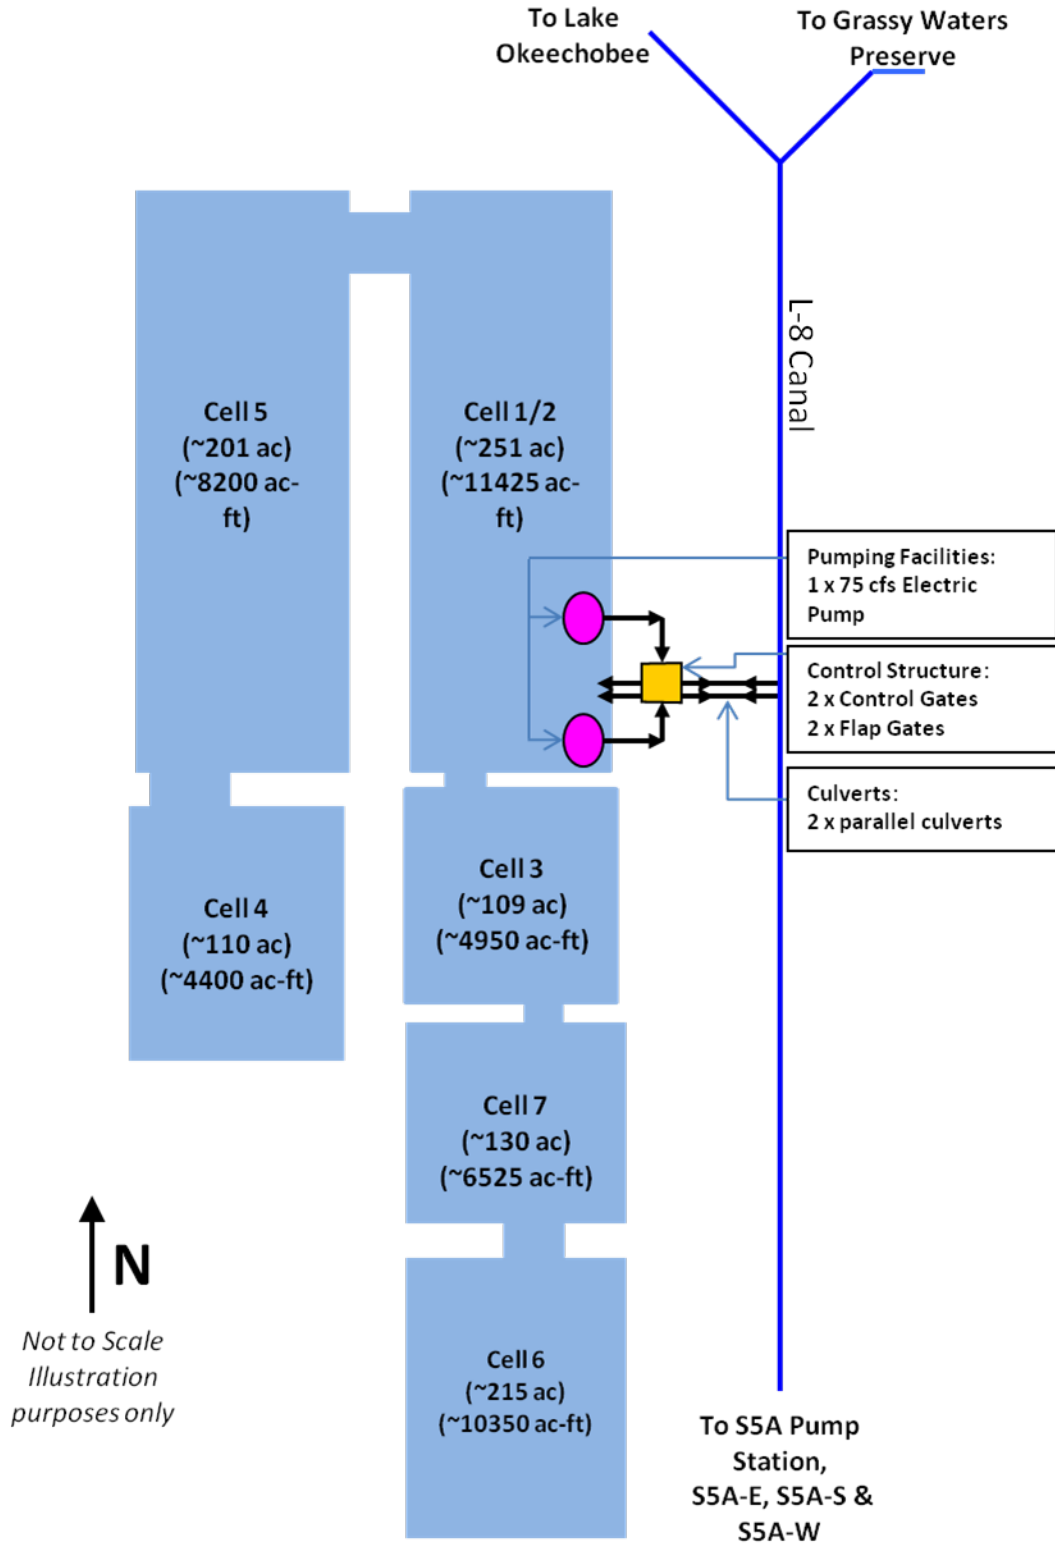 To Lake
Okeechobee
To Grassy Waters
Preserve
L-8 Canal
Cell 5
(~201 ac)
(~8200 ac-
ft)
Cell 1/2
(~251 ac)
(~11425 ac-
ft)
Pumping Facilities:
1 x 75 cfs Electric
Pump
Control Structure:
2 x Control Gates
2 x Flap Gates
Culverts:
2 x parallel culverts
Cell 3
(~109 ac)
(~4950 ac-ft)
Cell 4
(~110 ac)
(~4400 ac-ft)
Cell 7
(~130 ac)
(~6525 ac-ft)
N
Not to Scale
Illustration
purposes only
Cell 6
(~215 ac)
(~10350 ac-ft)
To S5A Pump
Station,
S5A-E, S5A-S &
S5A-W